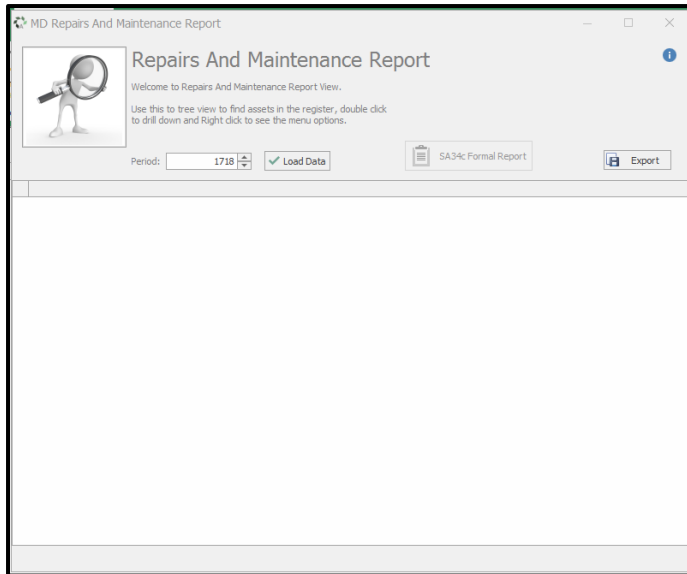 MD Repairs And Maintenance Report
Repairs And Maintenance Report
Welcome to Repairs And Maintenance Report View.
Use this to tree view to find assets in the register, double click
to drill down and Right click to see the menu options.
Period: 1718 Load Data SA34c Formal Report Export